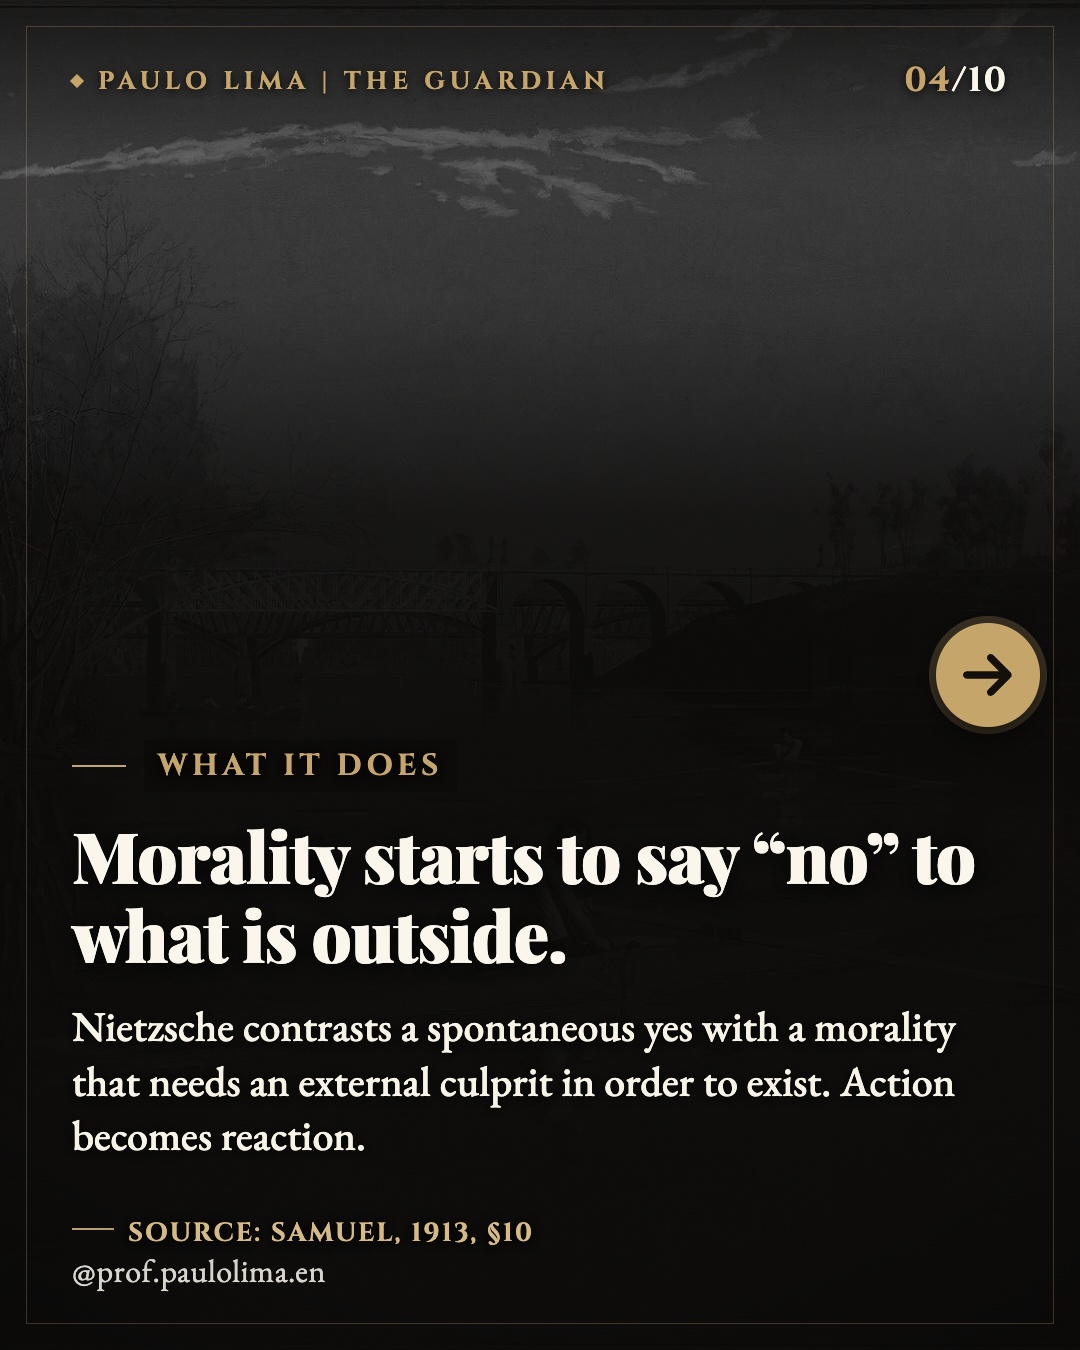 PAULO LIMA | THE GUARDIAN
04/10
WHAT IT DOES
Morality starts to say “no” to
what is outside.
Nietzsche contrasts a spontaneous yes with a morality
that needs an external culprit in order to exist. Action
becomes reaction.
SOURCE: SAMUEL, 1913, §10
@prof.paulolima.en